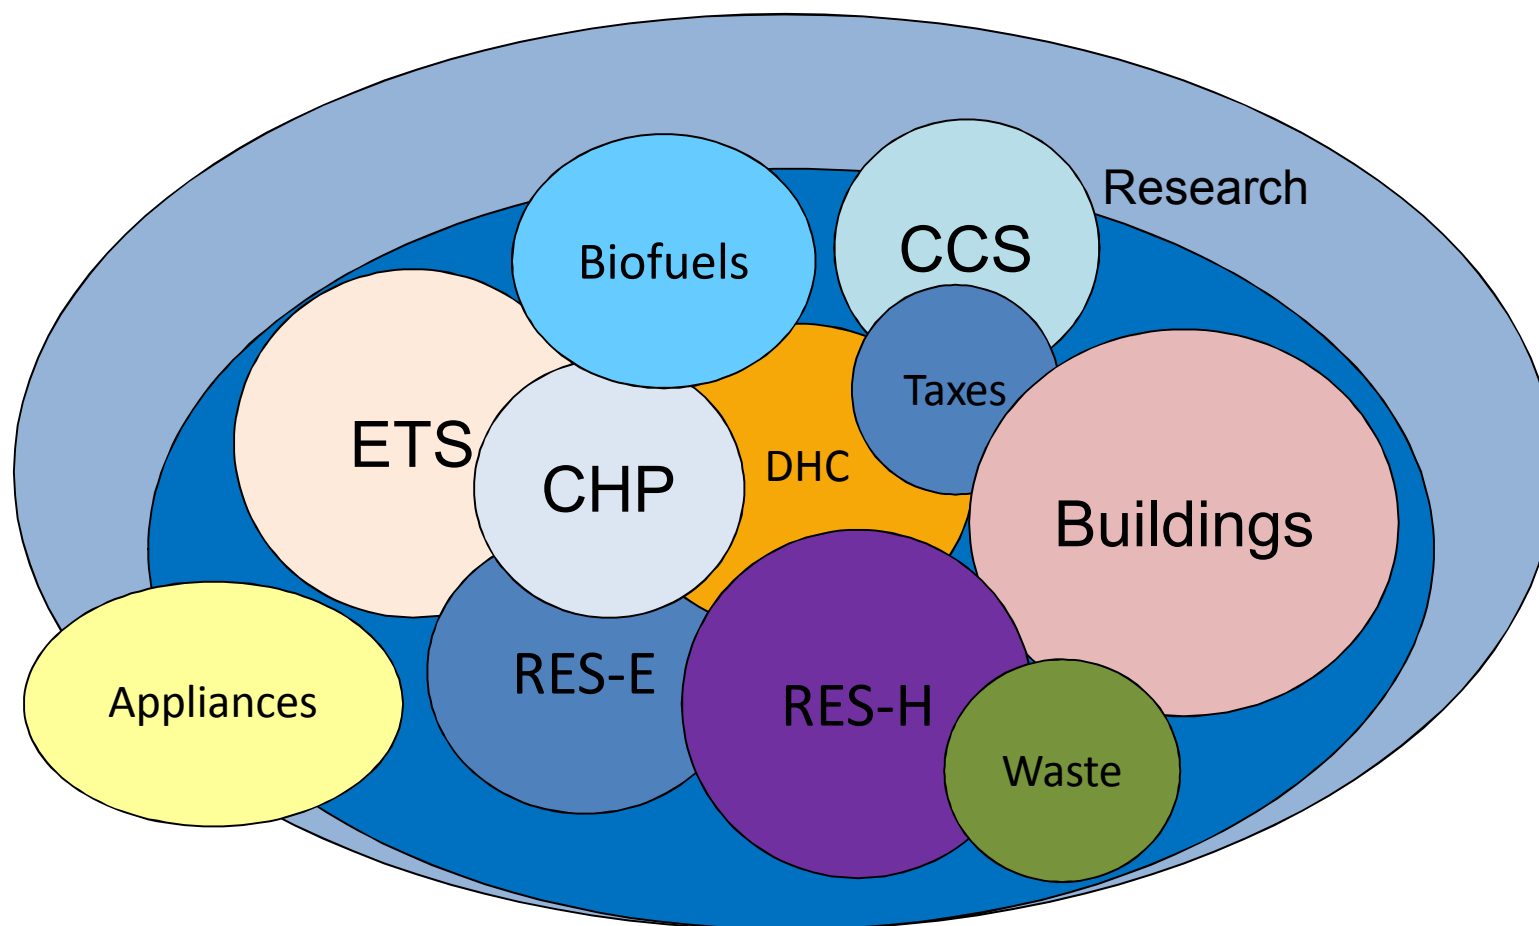 Research
CCS
Biofuels
Taxes
ETS
DHC
CHP
Buildings
RES-E
Appliances
RES-H
Waste